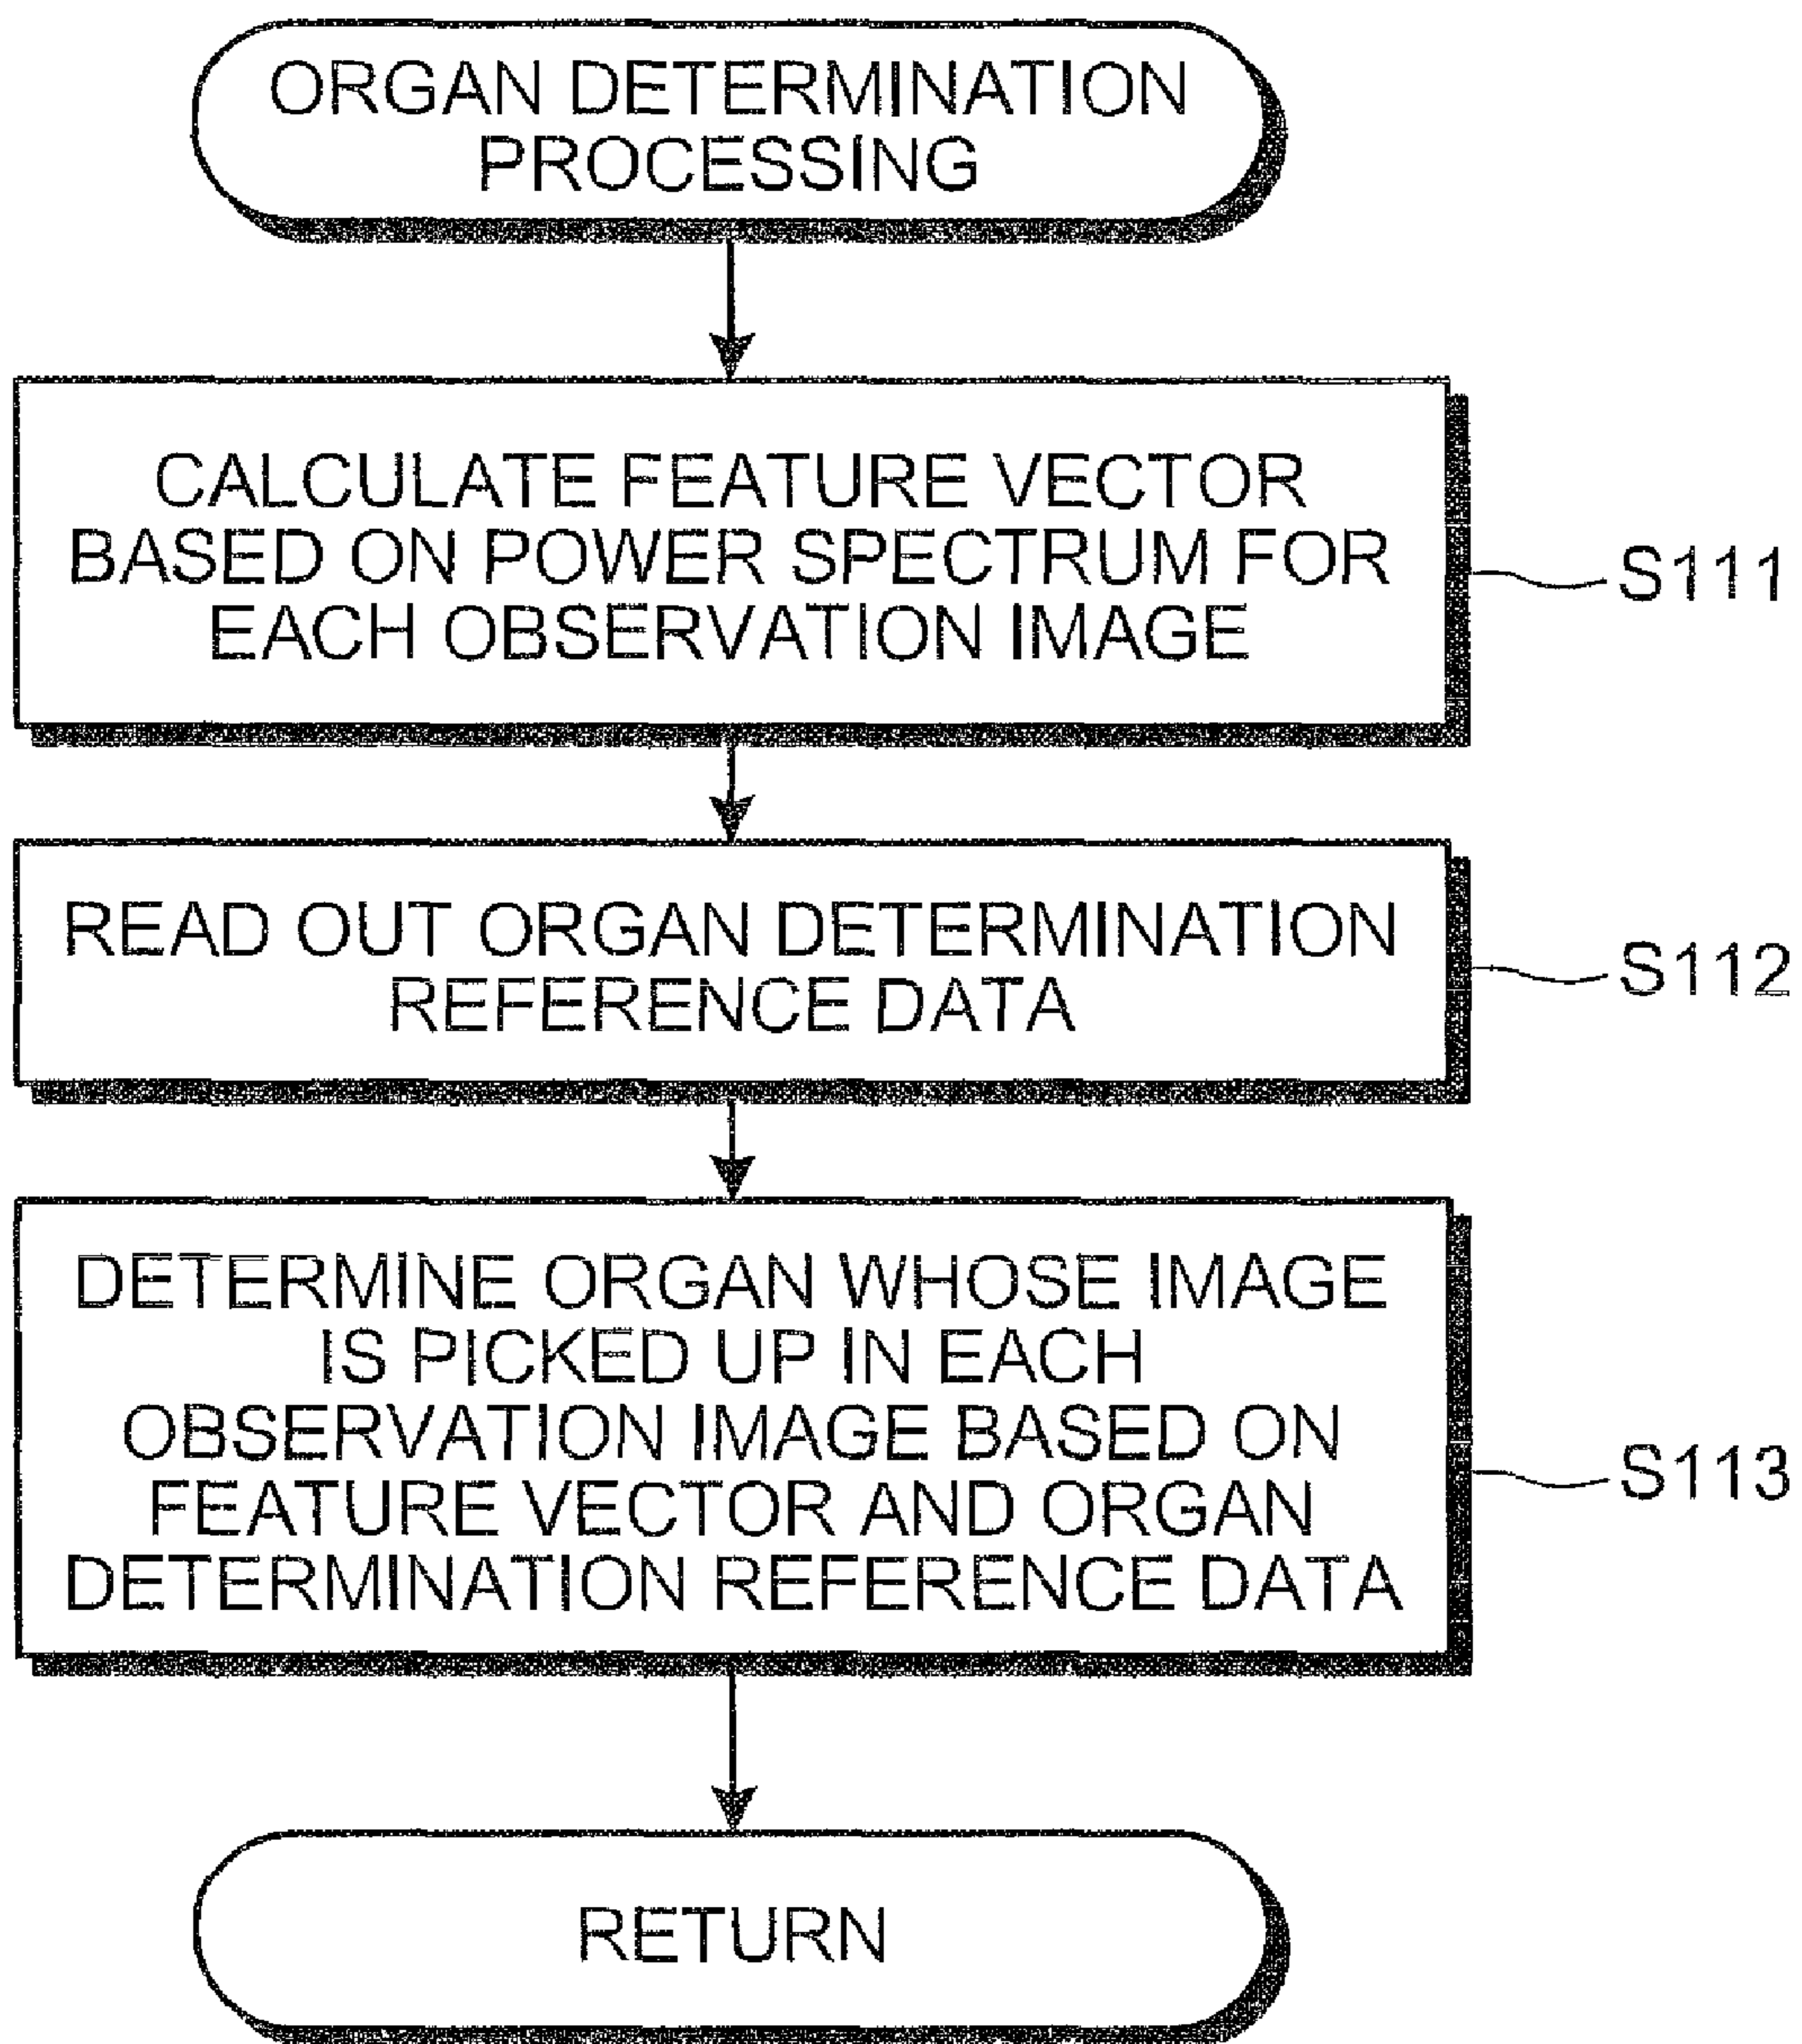 ORGAN DETERMINATION
PROCESSING
CALCULATE FEATURE VECTOR
BASED ON POWER SPECTRUM FOR
EACH OBSERVATION IMAGE
S111
READ OUT ORGAN DETERMINATION
REFERENCE DATA
S112
DETERMINE ORGAN WHOSE IMAGE
IS PICKED UP IN EACH
OBSERVATION IMAGE BASED ON
FEATURE VECTOR AND ORGAN
DETERMINATION REFERENCE DATA
S113
RETURN